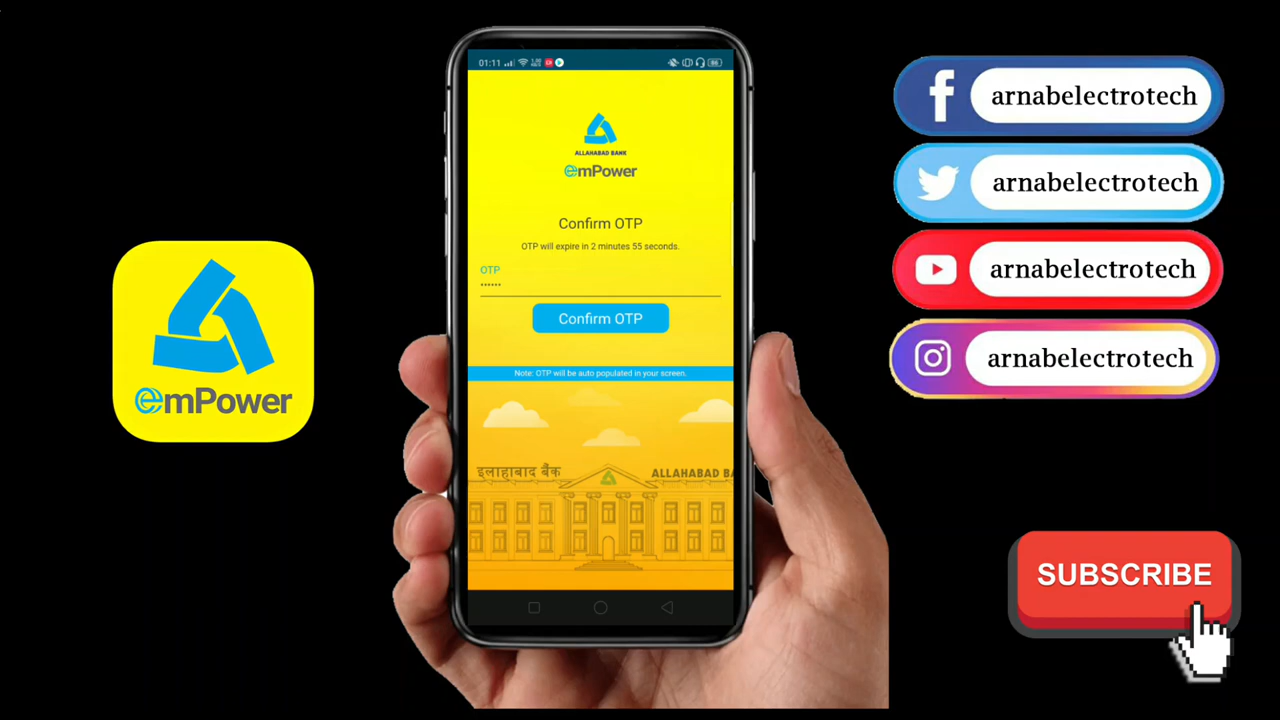 01:11
ALLAHABAD BANK
emPower
Confirm OTP
OTP will expire in 2 minutes 55 seconds.
OTP
••••••
Confirm OTP
Note: OTP will be auto populated in your screen.
इलाहाबाद बैंक
ALLAHABAD B
emPower
arnabelectrotech
arnabelectrotech
arnabelectrotech
arnabelectrotech
SUBSCRIBE